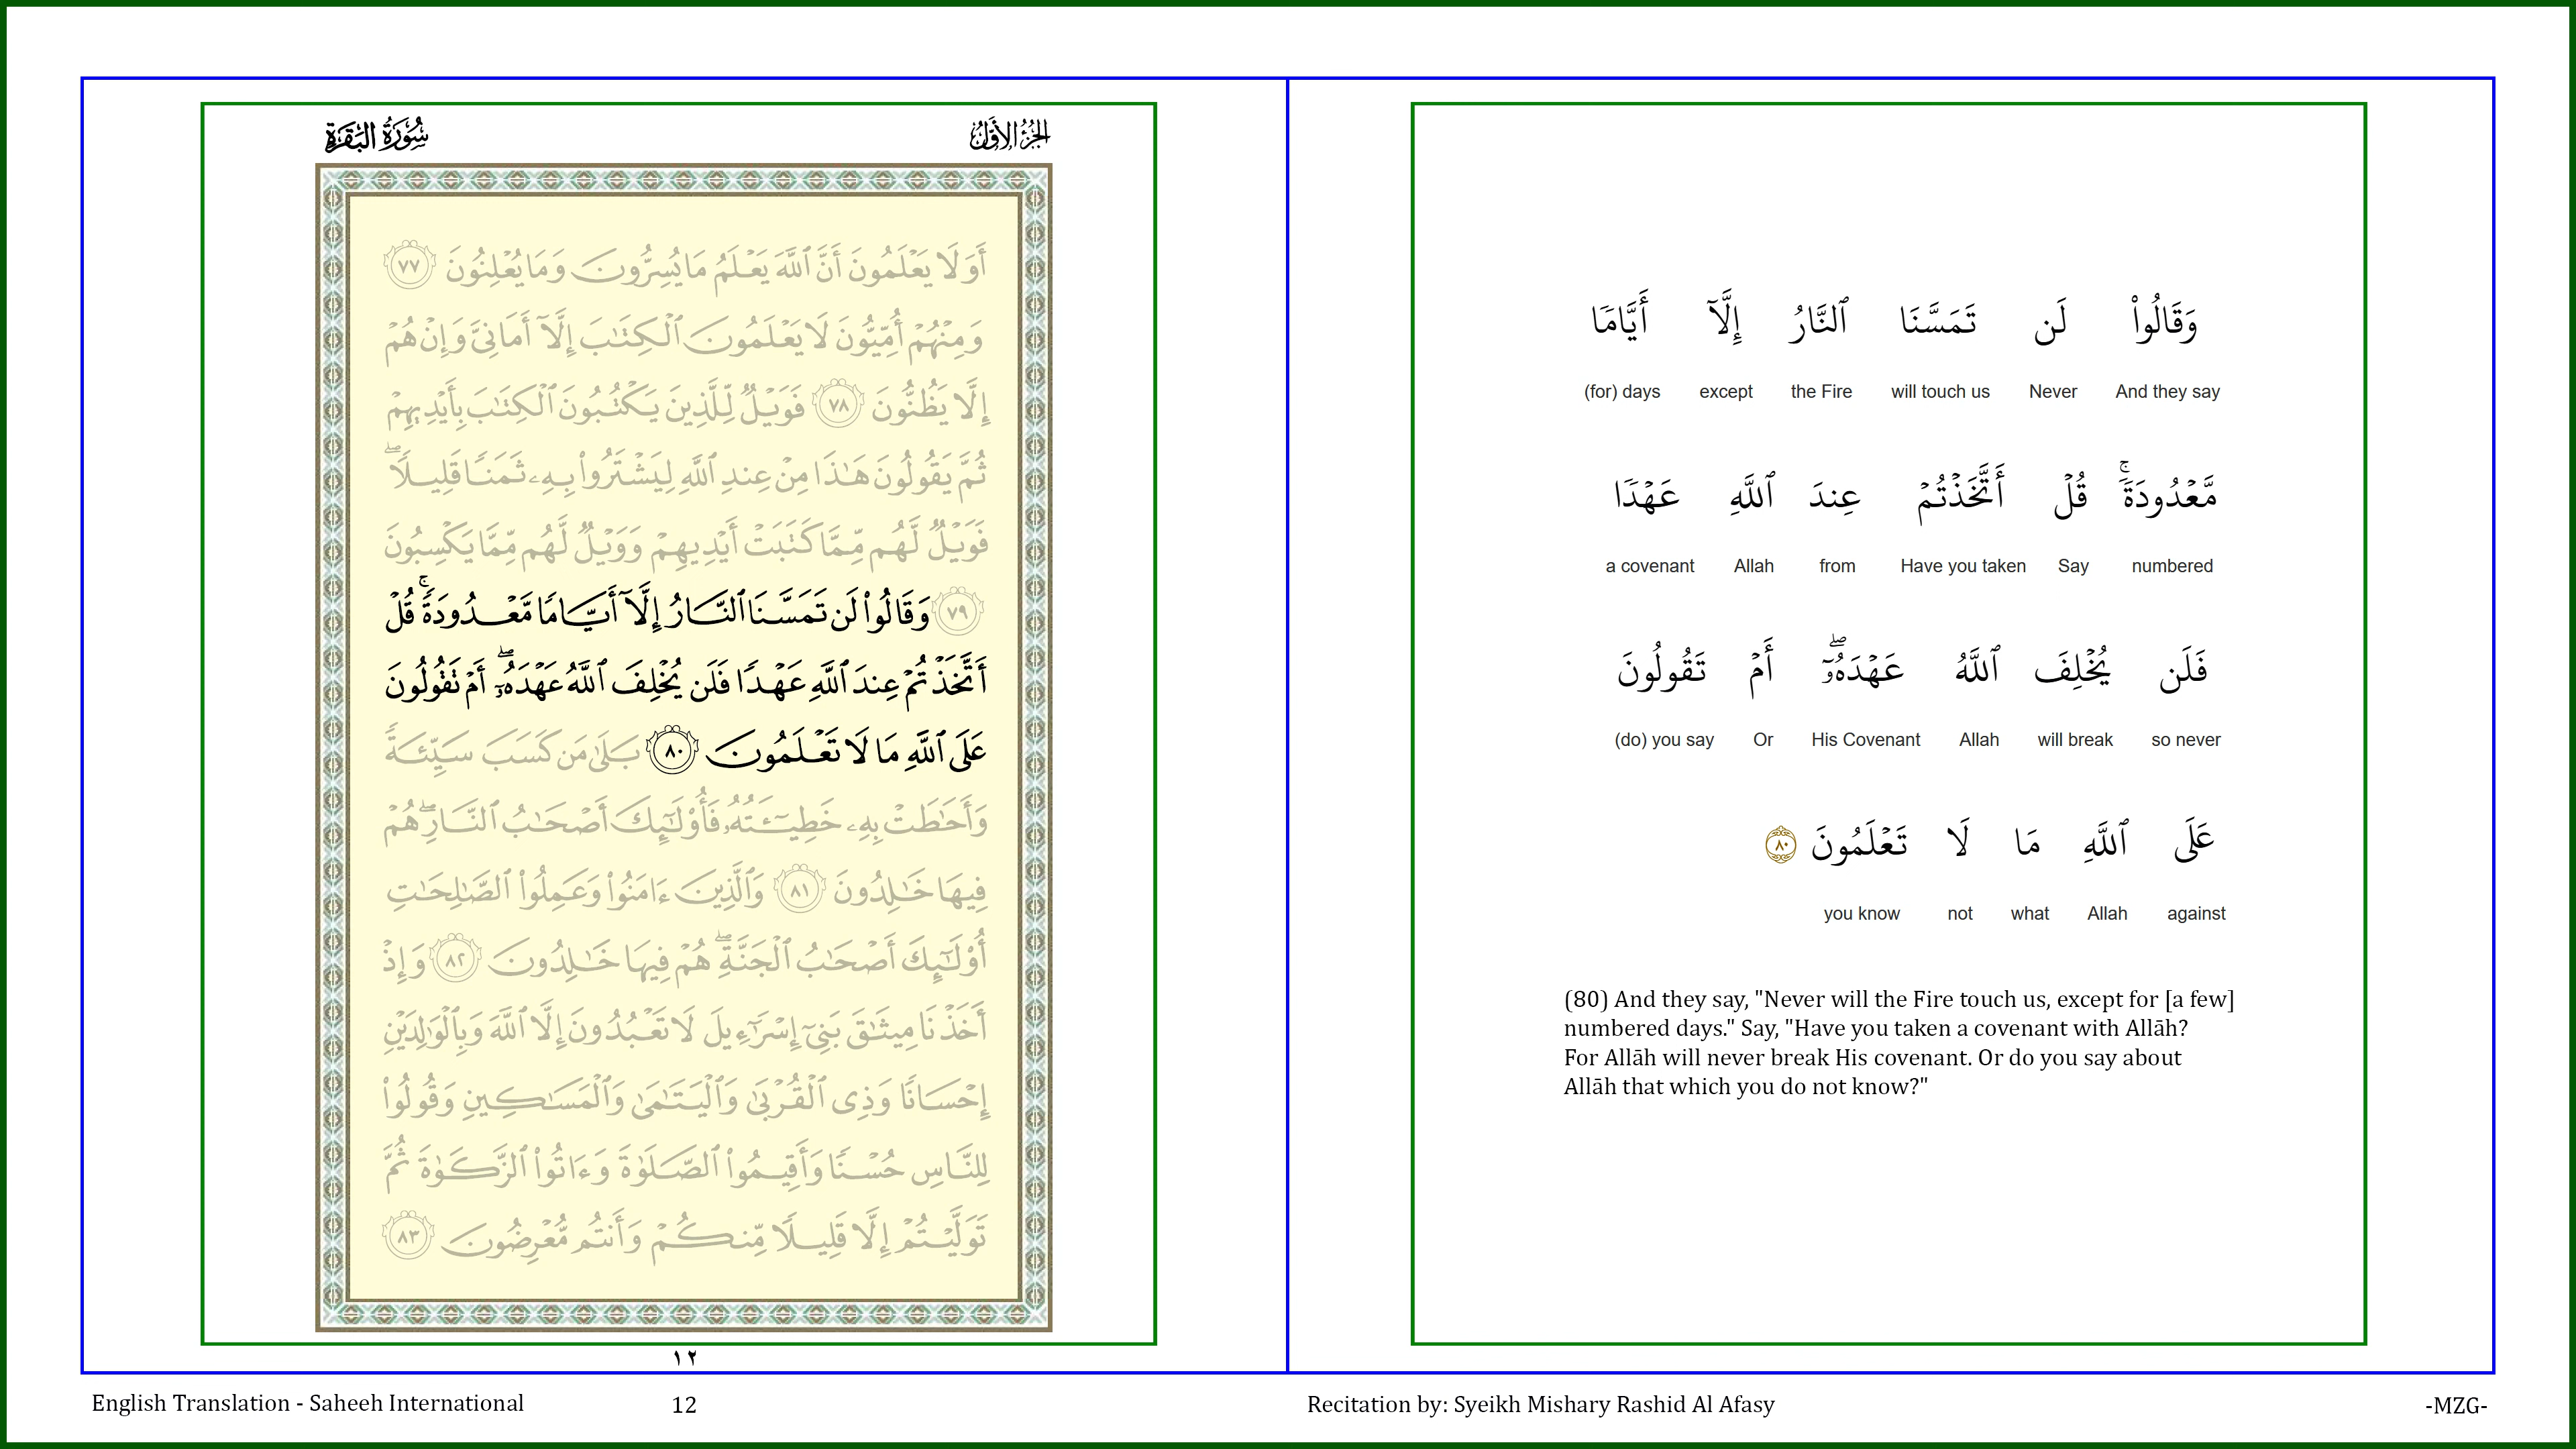 سُورَةُ البَقَرَةِ
الجُزْءُ الأَوَّلُ
أَوَلَا يَعْلَمُونَ أَنَّ ٱللَّهَ يَعْلَمُ مَا يُسِرُّونَ وَمَا يُعْلِنُونَ ٧٧
وَمِنْهُمْ أُمِّيُّونَ لَا يَعْلَمُونَ ٱلْكِتَٰبَ إِلَّآ أَمَانِىَّ وَإِنْ هُمْ
إِلَّا يَظُنُّونَ ٧٨ فَوَيْلٌ لِّلَّذِينَ يَكْتُبُونَ ٱلْكِتَٰبَ بِأَيْدِيهِمْ
ثُمَّ يَقُولُونَ هَٰذَا مِنْ عِندِ ٱللَّهِ لِيَشْتَرُوا۟ بِهِۦ ثَمَنًا قَلِيلًا ۖ
فَوَيْلٌ لَّهُم مِّمَّا كَتَبَتْ أَيْدِيهِمْ وَوَيْلٌ لَّهُم مِّمَّا يَكْسِبُونَ
٧٩ وَقَالُوا۟ لَن تَمَسَّنَا ٱلنَّارُ إِلَّآ أَيَّامًا مَّعْدُودَةً ۚ قُلْ
أَتَّخَذْتُمْ عِندَ ٱللَّهِ عَهْدًا فَلَن يُخْلِفَ ٱللَّهُ عَهْدَهُۥٓ ۖ أَمْ تَقُولُونَ
عَلَى ٱللَّهِ مَا لَا تَعْلَمُونَ ٨٠ بَلَىٰ مَن كَسَبَ سَيِّئَةً
وَأَحَٰطَتْ بِهِۦ خَطِيٓـَٔتُهُۥ فَأُو۟لَٰٓئِكَ أَصْحَٰبُ ٱلنَّارِ ۖ هُمْ
فِيهَا خَٰلِدُونَ ٨١ وَٱلَّذِينَ ءَامَنُوا۟ وَعَمِلُوا۟ ٱلصَّٰلِحَٰتِ
أُو۟لَٰٓئِكَ أَصْحَٰبُ ٱلْجَنَّةِ ۖ هُمْ فِيهَا خَٰلِدُونَ ٨٢ وَإِذْ
أَخَذْنَا مِيثَٰقَ بَنِىٓ إِسْرَٰٓءِيلَ لَا تَعْبُدُونَ إِلَّا ٱللَّهَ وَبِٱلْوَٰلِدَيْنِ
إِحْسَانًا وَذِى ٱلْقُرْبَىٰ وَٱلْيَتَٰمَىٰ وَٱلْمَسَٰكِينِ وَقُولُوا۟
لِلنَّاسِ حُسْنًا وَأَقِيمُوا۟ ٱلصَّلَوٰةَ وَءَاتُوا۟ ٱلزَّكَوٰةَ ثُمَّ
تَوَلَّيْتُمْ إِلَّا قَلِيلًا مِّنكُمْ وَأَنتُم مُّعْرِضُونَ ٨٣
١٢
وَقَالُوا۟ لَن تَمَسَّنَا ٱلنَّارُ إِلَّآ أَيَّامًا
(for) days except the Fire will touch us Never And they say
مَّعْدُودَةً ۚ قُلْ أَتَّخَذْتُمْ عِندَ ٱللَّهِ عَهْدًا
a covenant Allah from Have you taken Say numbered
فَلَن يُخْلِفَ ٱللَّهُ عَهْدَهُۥٓ ۖ أَمْ تَقُولُونَ
(do) you say Or His Covenant Allah will break so never
عَلَى ٱللَّهِ مَا لَا تَعْلَمُونَ ٨٠
you know not what Allah against
(80) And they say, "Never will the Fire touch us, except for [a few]
numbered days." Say, "Have you taken a covenant with Allāh?
For Allāh will never break His covenant. Or do you say about
Allāh that which you do not know?"
English Translation - Saheeh International
12
Recitation by: Syeikh Mishary Rashid Al Afasy
-MZG-